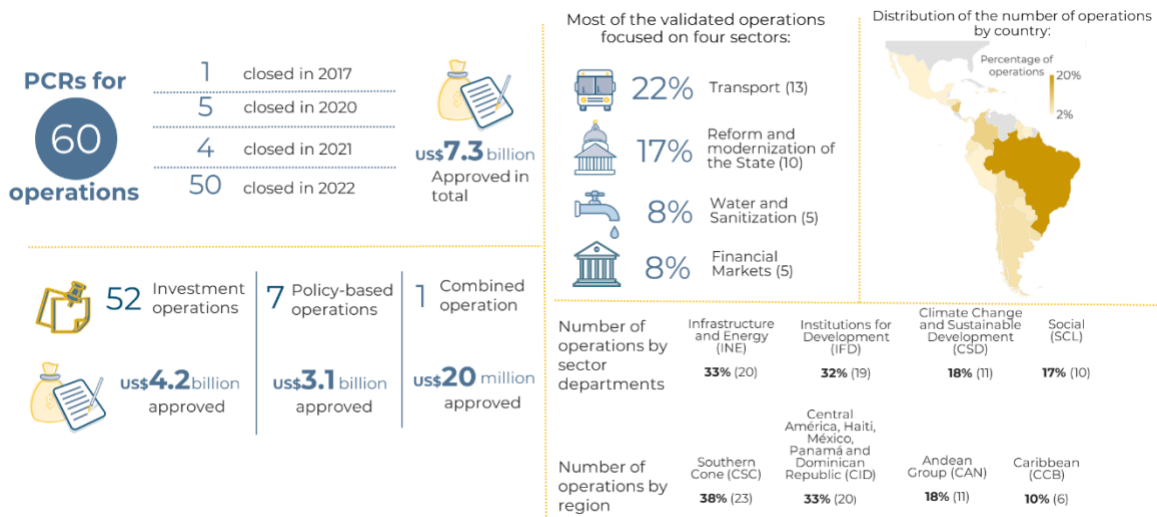 PCRs for
60
operations
1 closed in 2017
5 closed in 2020
4 closed in 2021
50 closed in 2022
US$7.3 billion
Approved in
total
52 Investment
operations
US$4.2 billion
approved
7 Policy-based
operations
US$3.1 billion
approved
1 Combined
operation
US$20 million
approved
Most of the validated operations
focused on four sectors:
22% Transport (13)
17% Reform and
modernization of
the State (10)
8% Water and
Sanitization (5)
8% Financial
Markets (5)
Distribution of the number of operations
by country:
Percentage of
operations
20%
2%
Number of
operations by
sector
departments
Infrastructure
and Energy (INE)
33% (20)
Institutions for
Development (IFD)
32% (19)
Climate Change
and Sustainable
Development (CSD)
18% (11)
Social
(SCL)
17% (10)
Number of
operations by
region
Southern
Cone (CSC)
38% (23)
Central
América, Haiti,
México,
Panamá and
Dominican
Republic (CID)
33% (20)
Andean
Group (CAN)
18% (11)
Caribbean
(CCB)
10% (6)